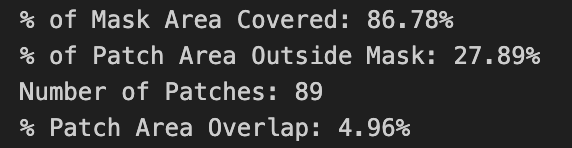 % of Mask Area Covered: 86.78%
% of Patch Area Outside Mask: 27.89%
Number of Patches: 89
% Patch Area Overlap: 4.96%